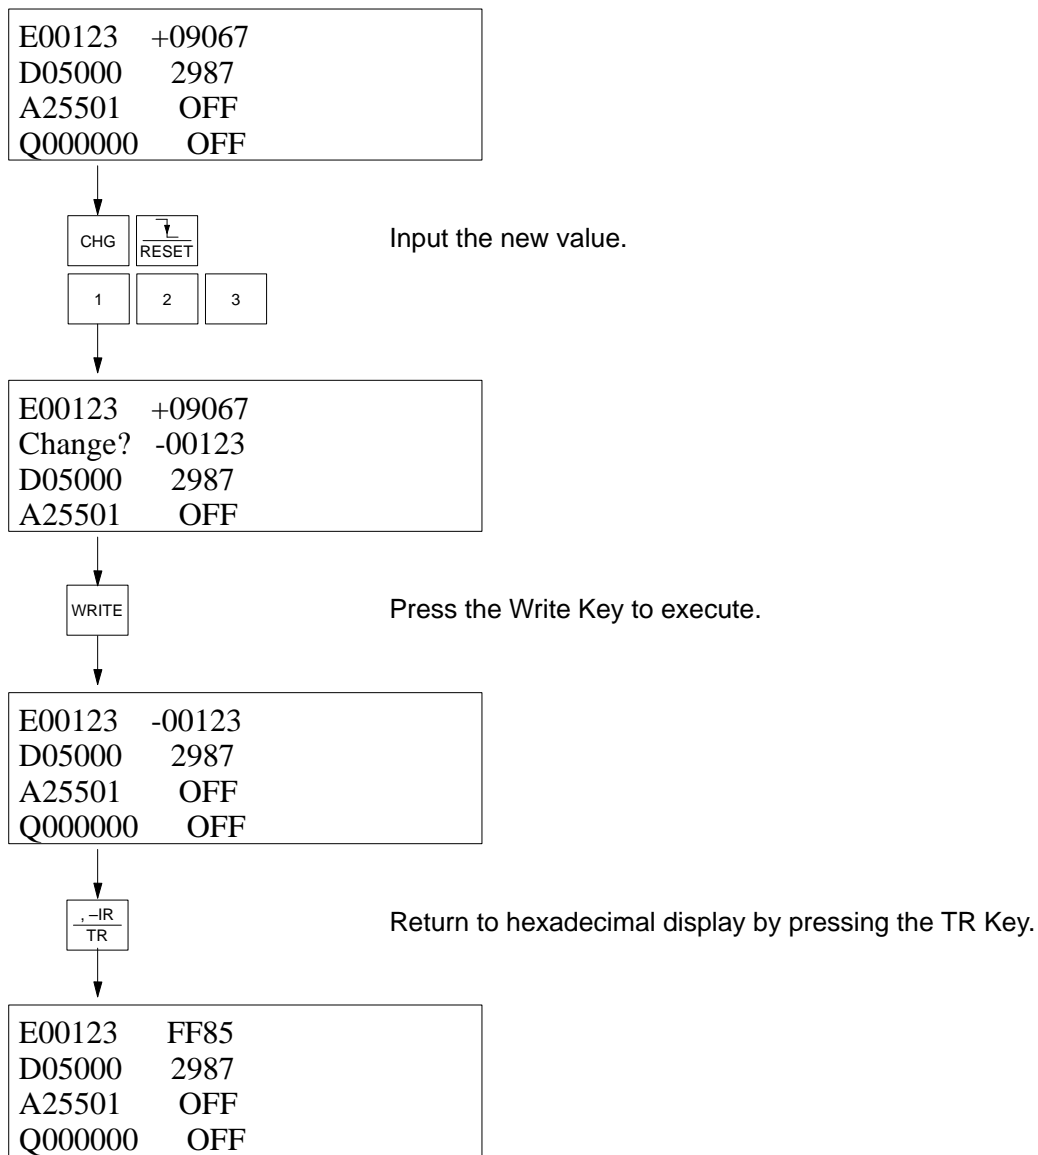 E00123 +09067
D05000 2987
A25501 OFF
Q000000 OFF
CHG RESET Input the new value.
1 2 3
E00123 +09067
Change? -00123
D05000 2987
A25501 OFF
WRITE Press the Write Key to execute.
E00123 -00123
D05000 2987
A25501 OFF
Q000000 OFF
, –IR
TR
Return to hexadecimal display by pressing the TR Key.
E00123 FF85
D05000 2987
A25501 OFF
Q000000 OFF